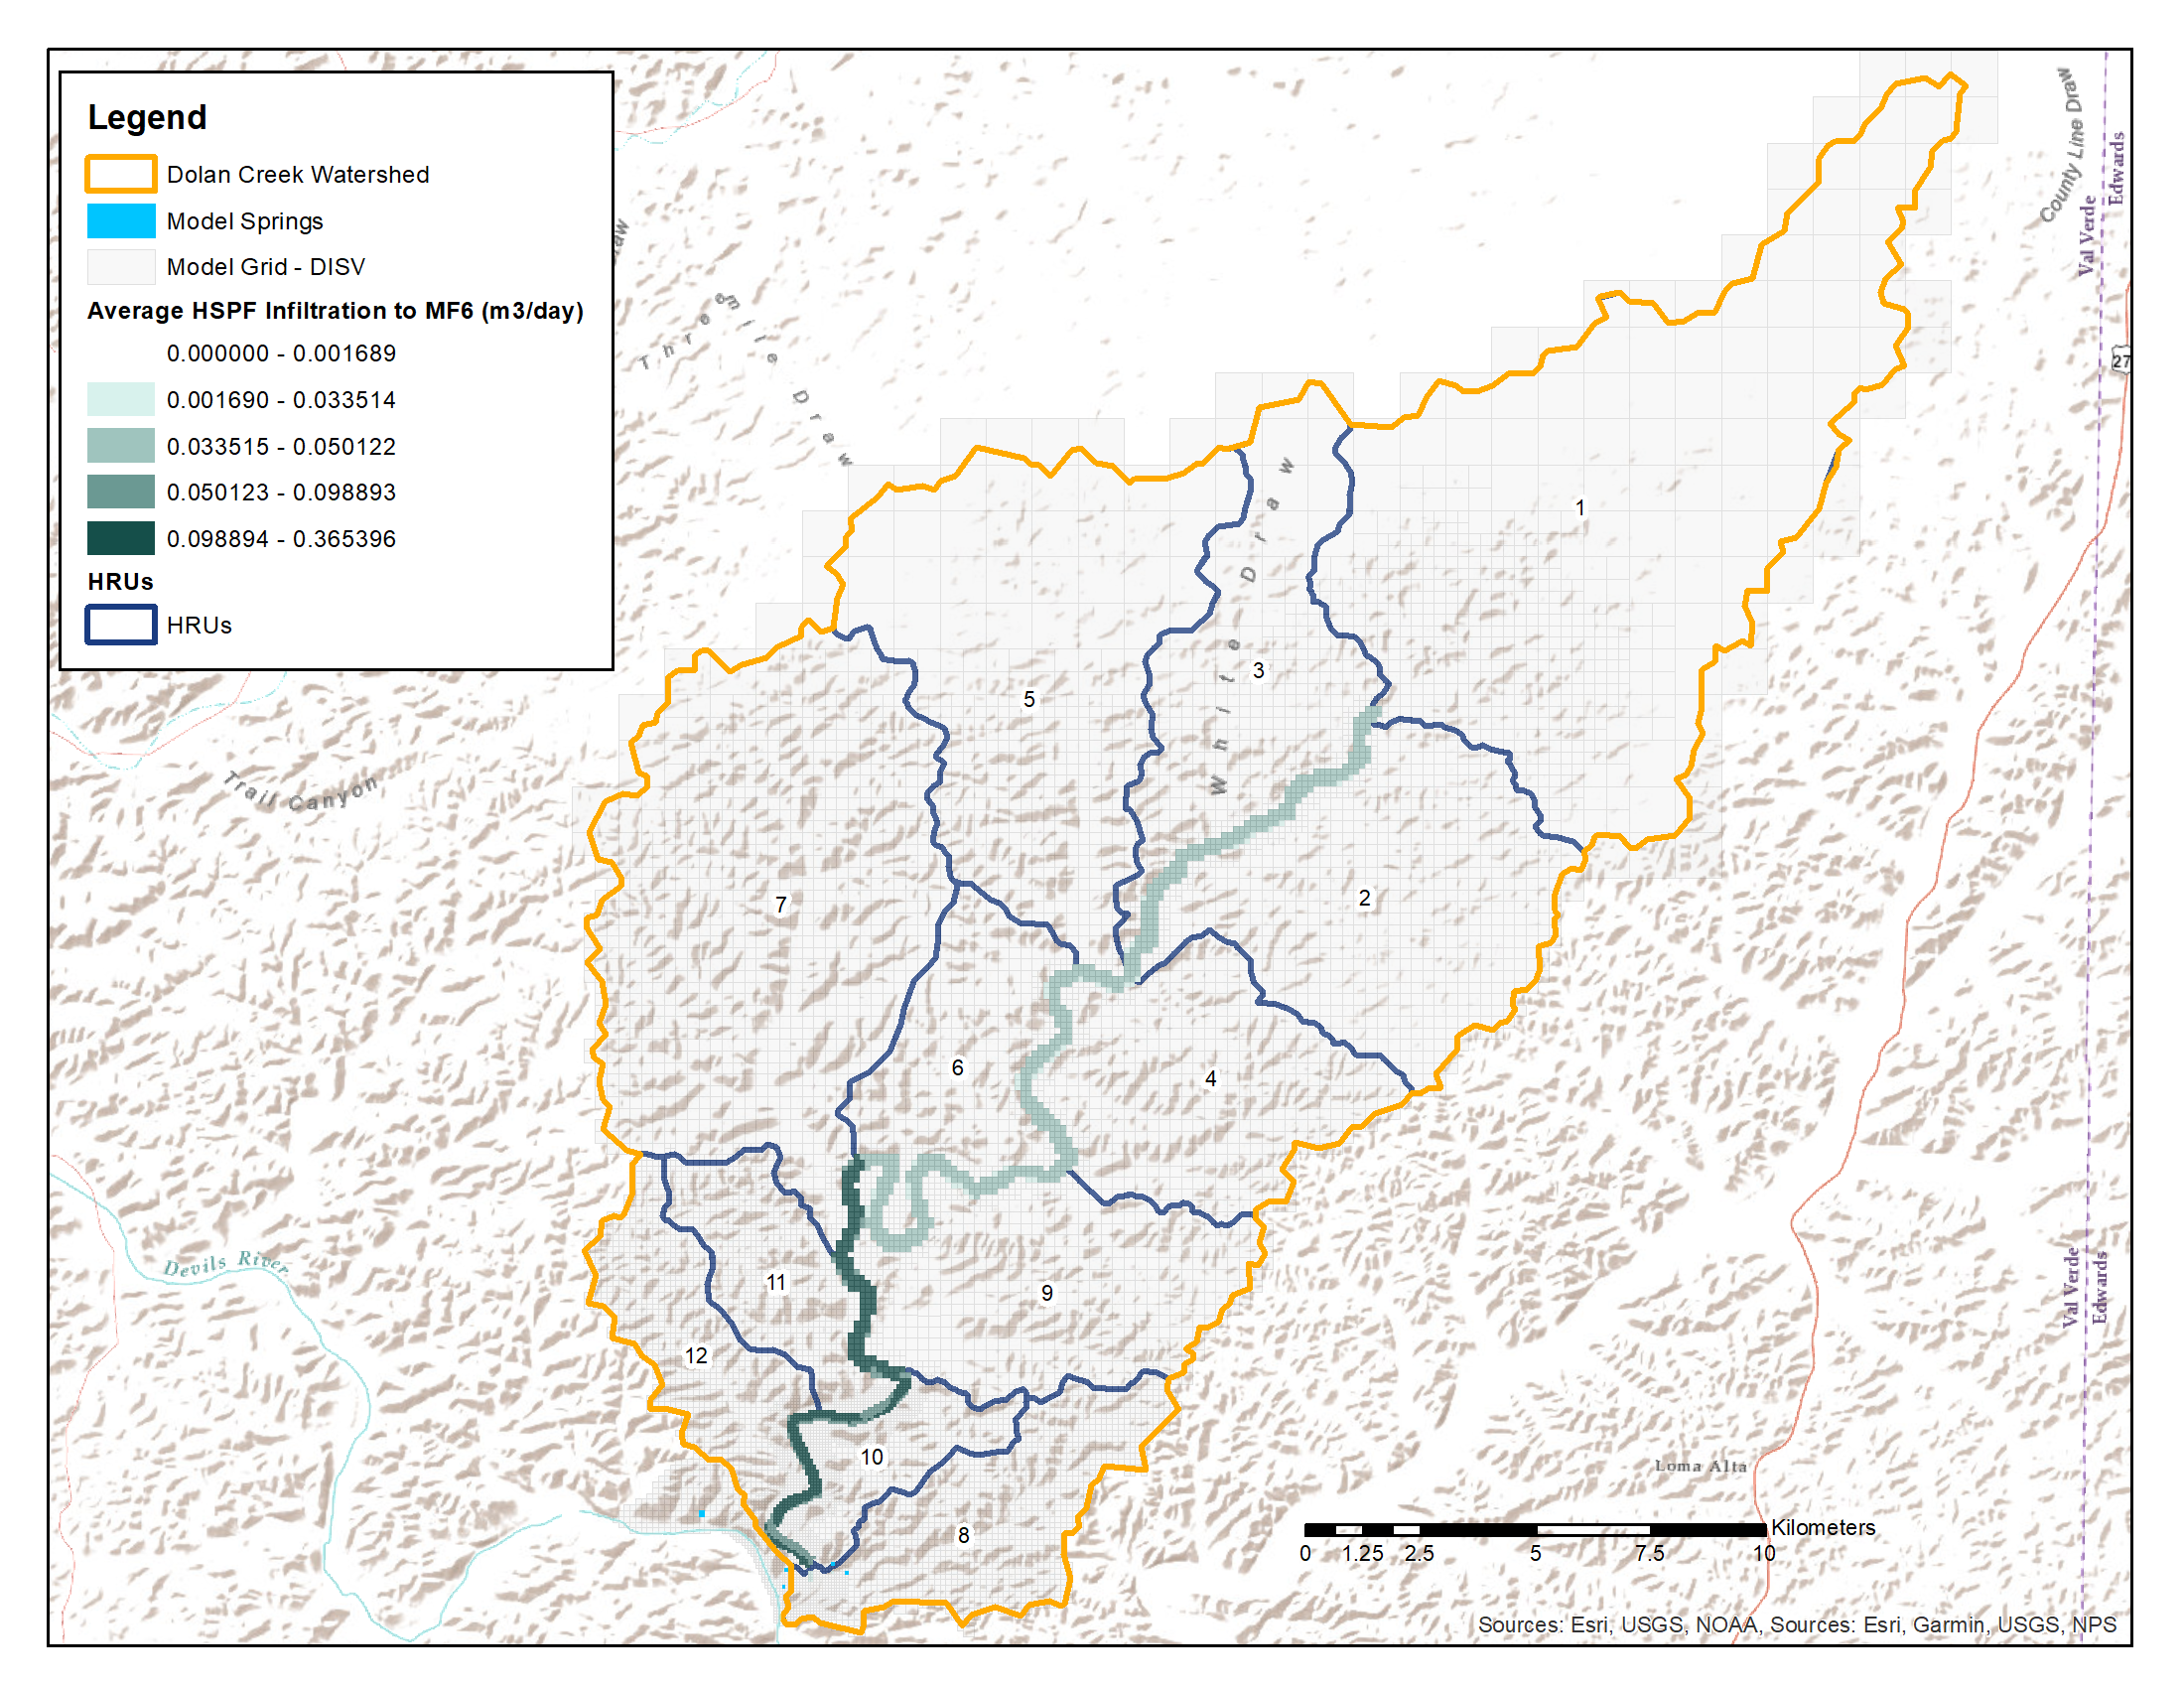 Legend
Dolan Creek Watershed
Model Springs
Model Grid - DISV
Average HSPF Infiltration to MF6 (m3/day)
0.000000 - 0.001689
0.001690 - 0.033514
0.033515 - 0.050122
0.050123 - 0.098893
0.098894 - 0.365396
HRUs
HRUs
County Line Draw
Val Verde
Edwards
27
Threemile Draw
White Draw
Trail Canyon
Devils River
1
3
5
2
7
6
4
11
9
12
10
8
Val Verde
Edwards
Loma Alta
Kilometers
0 1.25 2.5 5 7.5 10
Sources: Esri, USGS, NOAA, Sources: Esri, Garmin, USGS, NPS